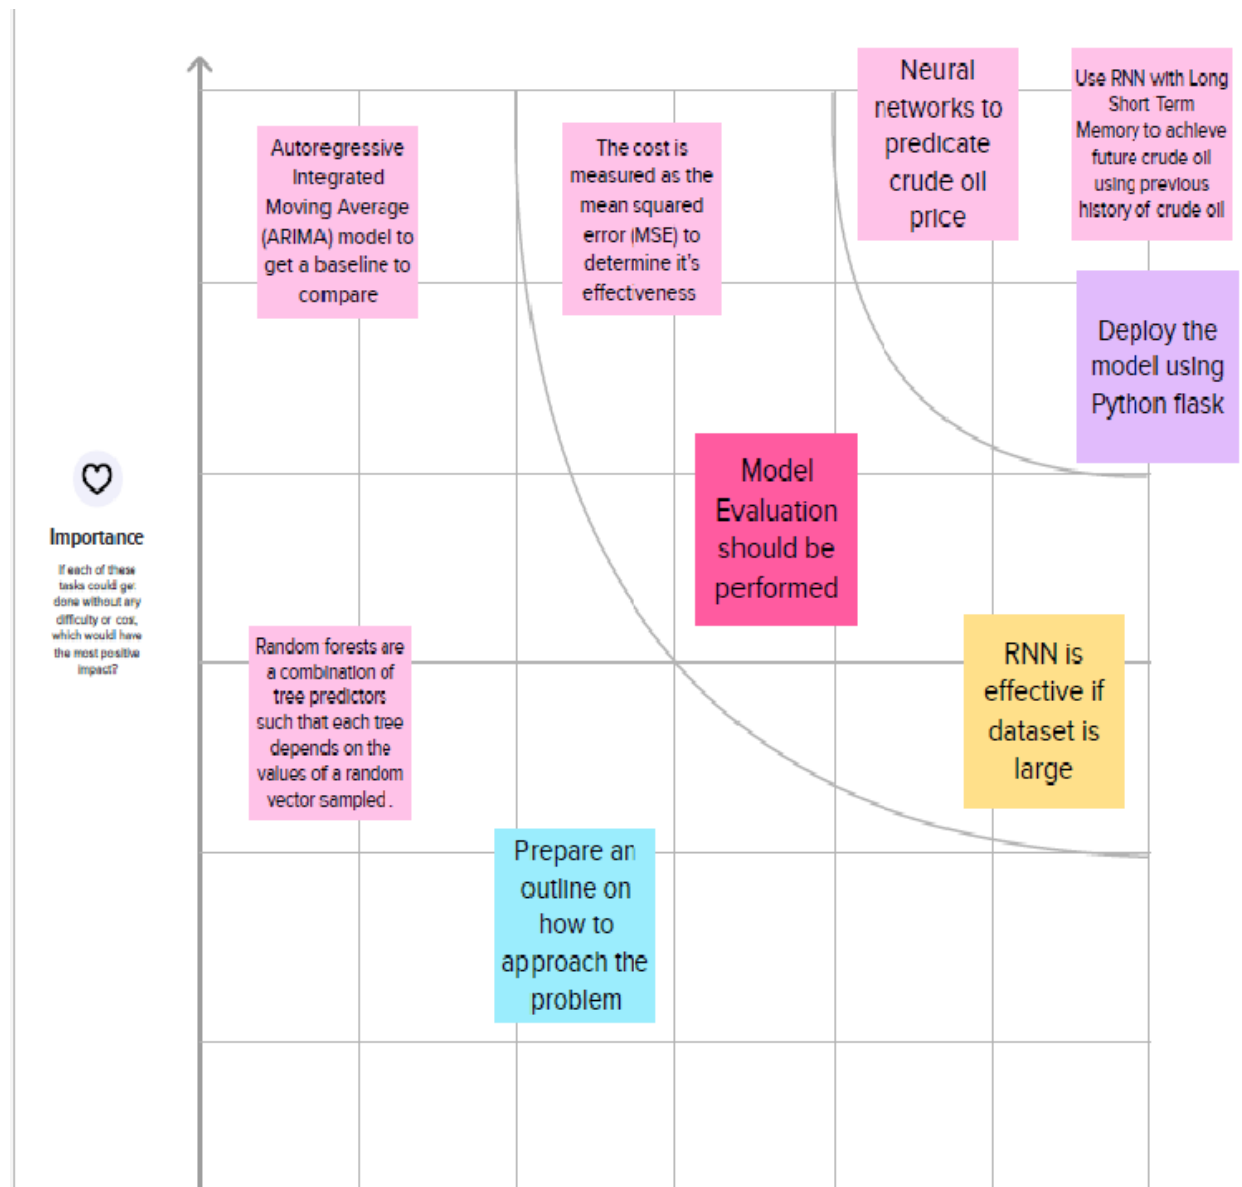 Neural
networks to
predicate
crude oil
price
Use RNN with Long
Short Term
Memory to achieve
future crude oil
using previous
history of crude oil
Autoregressive
Integrated
Moving Average
(ARIMA) model to
get a baseline to
compare
The cost is
measured as the
mean squared
error (MSE) to
determine it's
effectiveness
Deploy the
model using
Python flask
Model
Evaluation
should be
performed
Importance
If each of these
tasks could get
done without any
difficulty or cost,
which would have
the most positive
impact?
Random forests are
a combination of
tree predictors
such that each tree
depends on the
values of a random
vector sampled.
RNN is
effective if
dataset is
large
Prepare an
outline on
how to
approach the
problem